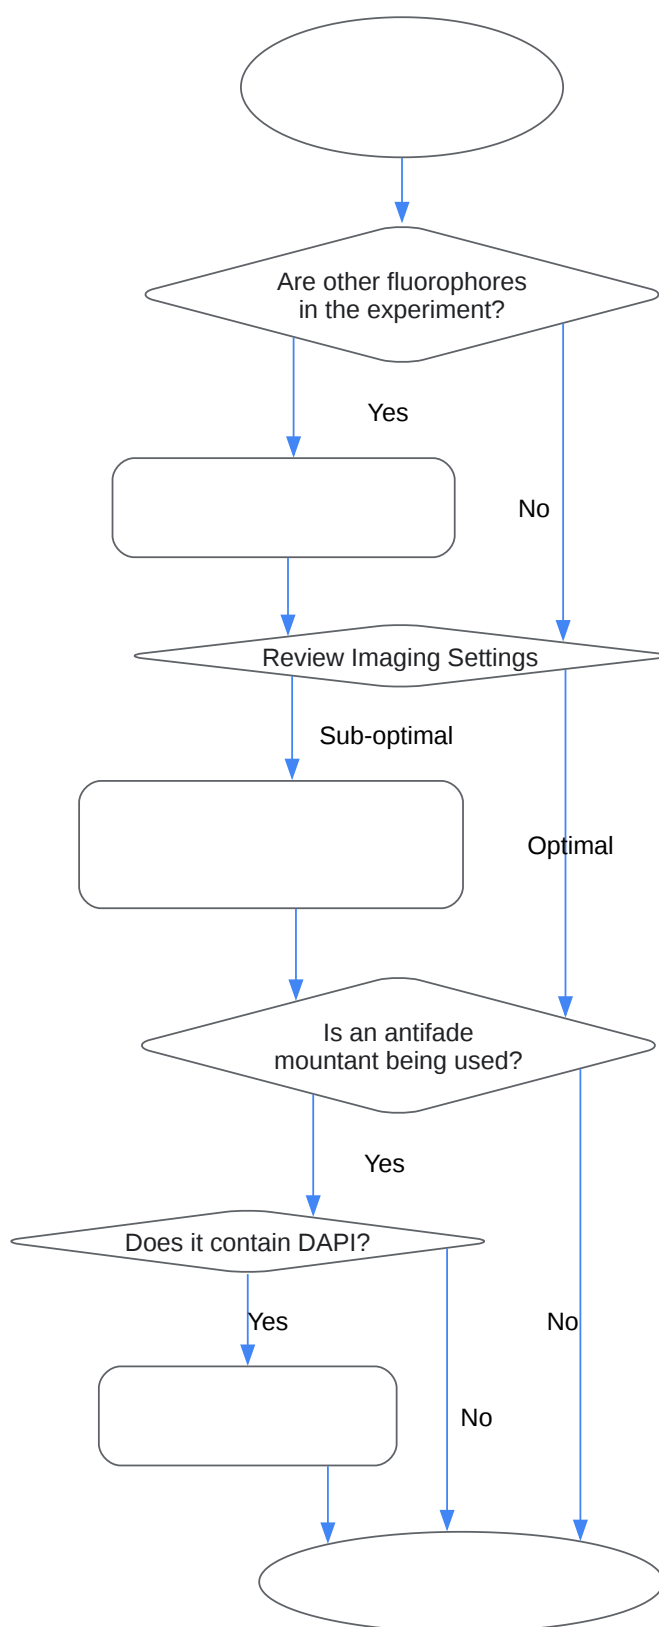 Are other fluorophores
in the experiment?
Yes
No
Review Imaging Settings
Sub-optimal
Optimal
Is an antifade
mountant being used?
Yes
Does it contain DAPI?
Yes
No
No